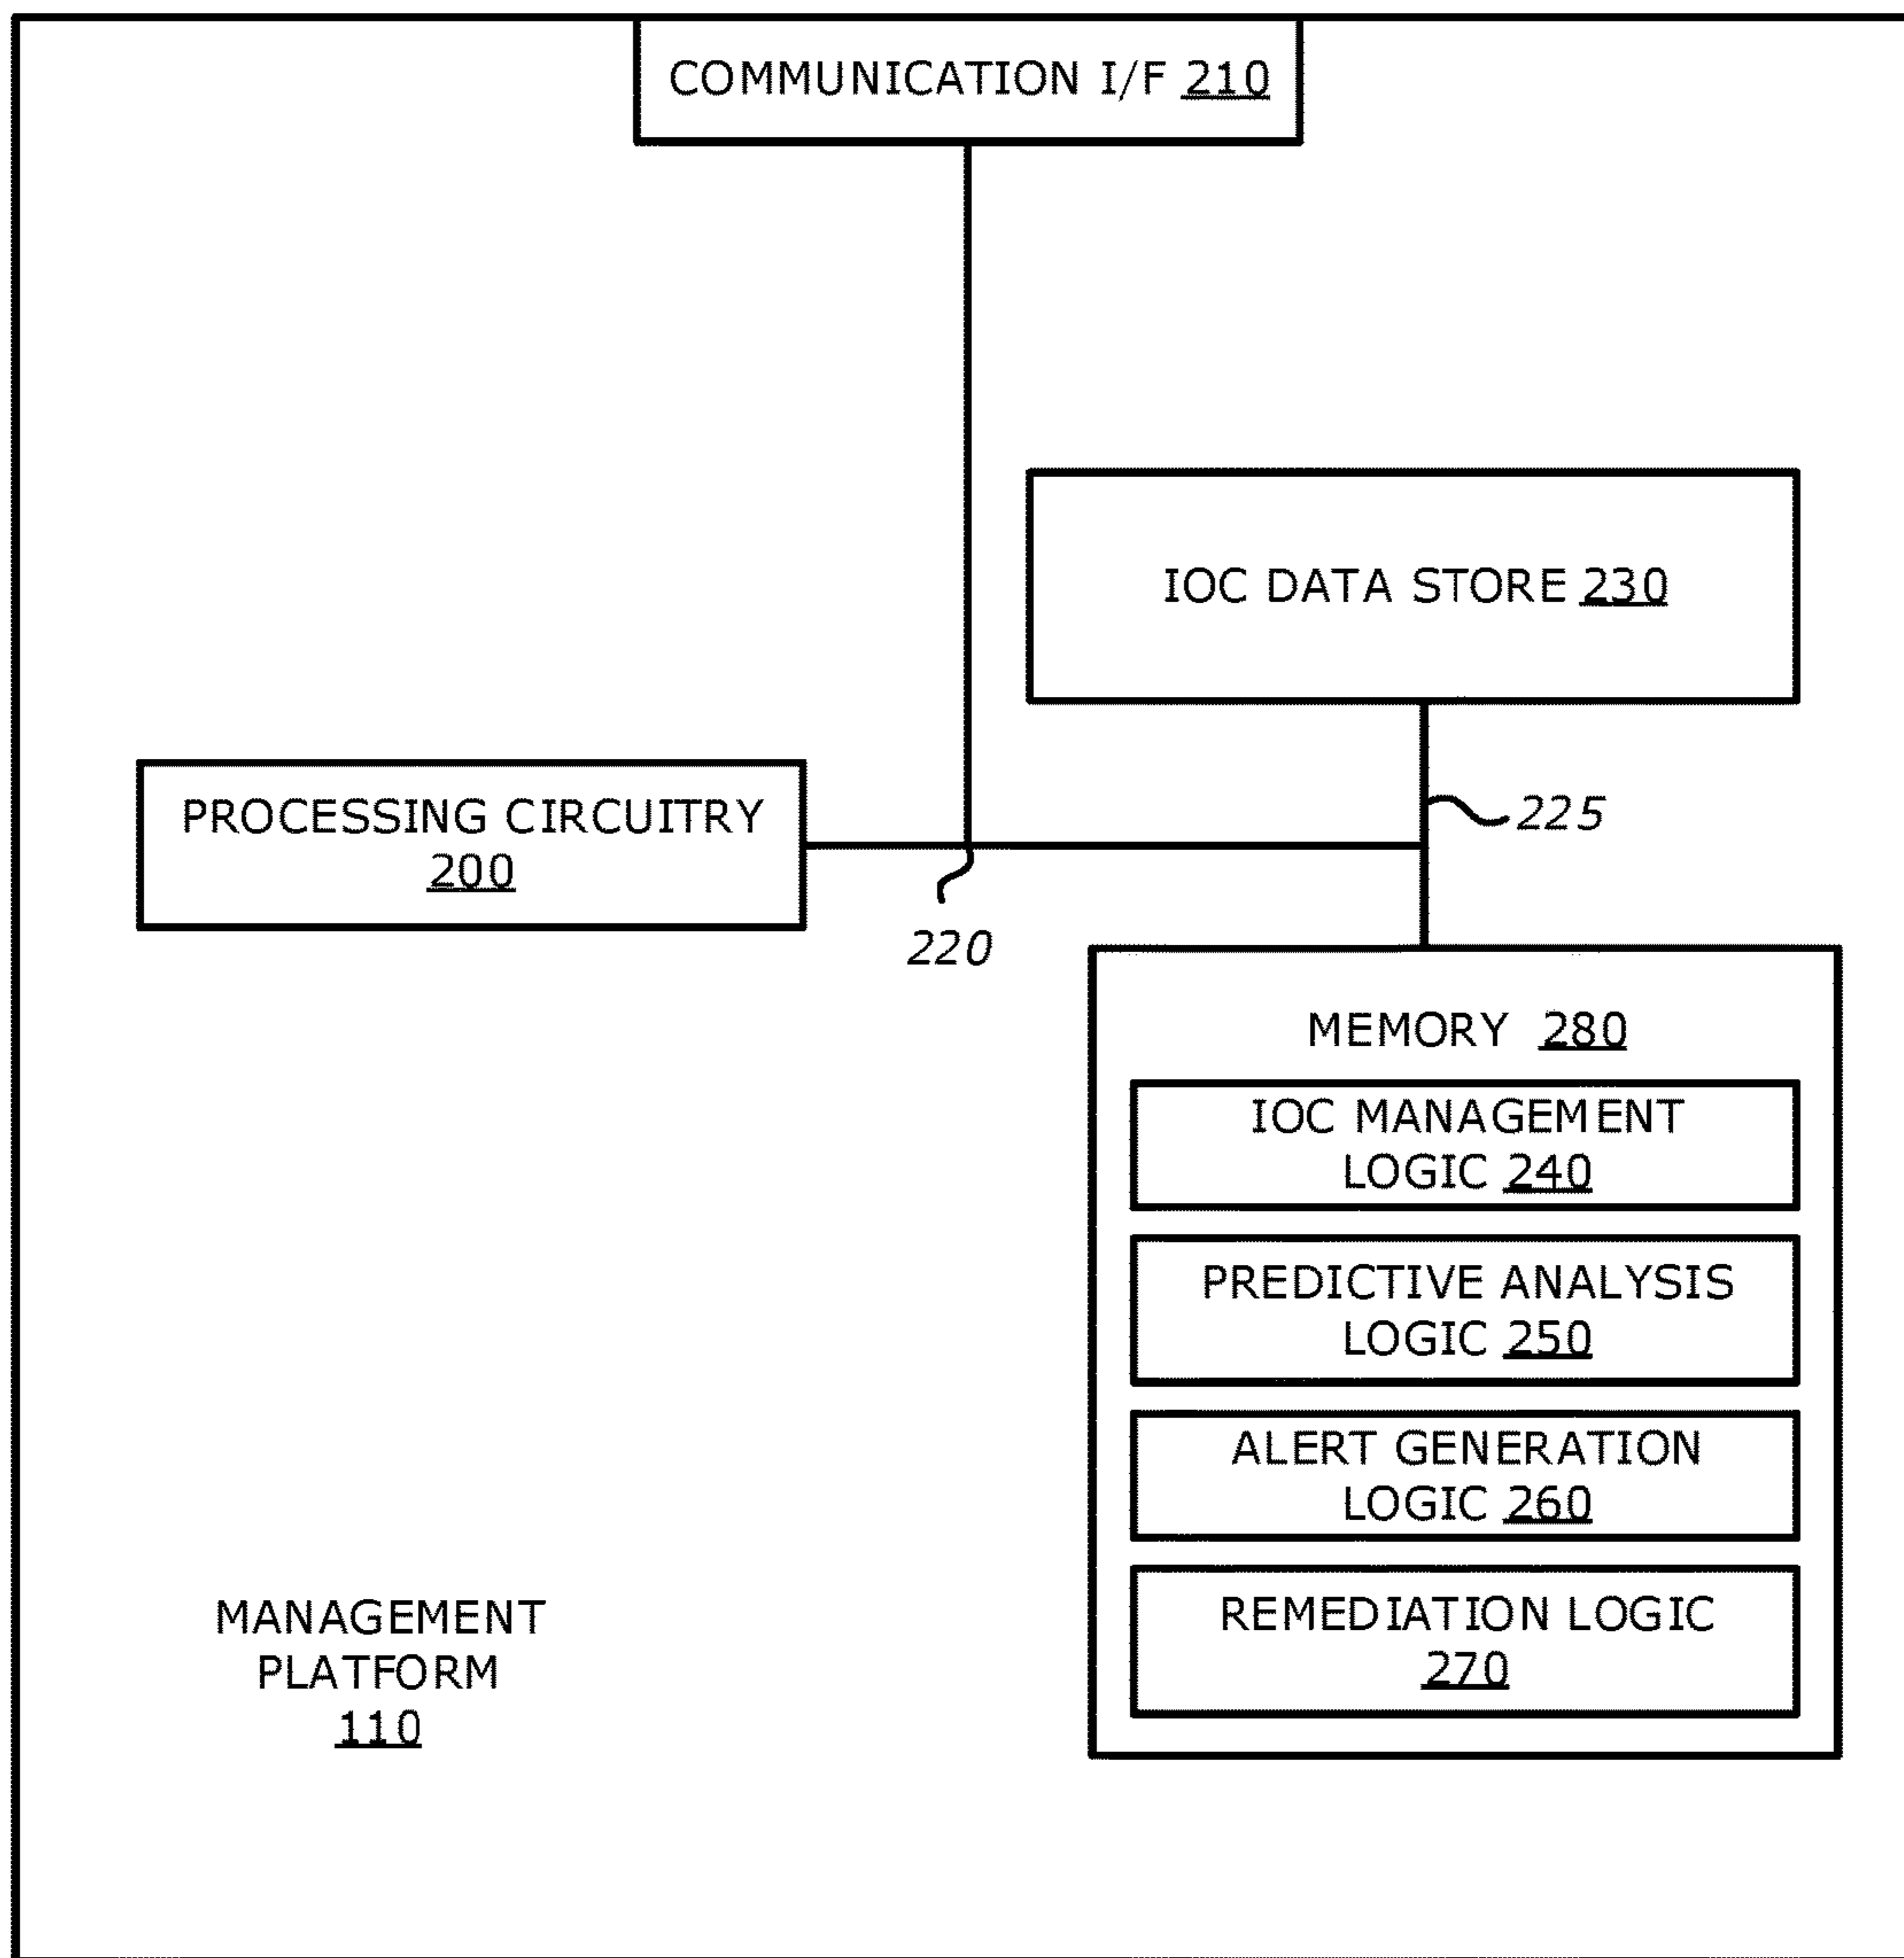 COMMUNICATION I/F 210
IOC DATA STORE 230
PROCESSING CIRCUITRY
200
225
220
MEMORY 280
IOC MANAGEMENT
LOGIC 240
PREDICTIVE ANALYSIS
LOGIC 250
ALERT GENERATION
LOGIC 260
REMEDIATION LOGIC
270
MANAGEMENT
PLATFORM
110